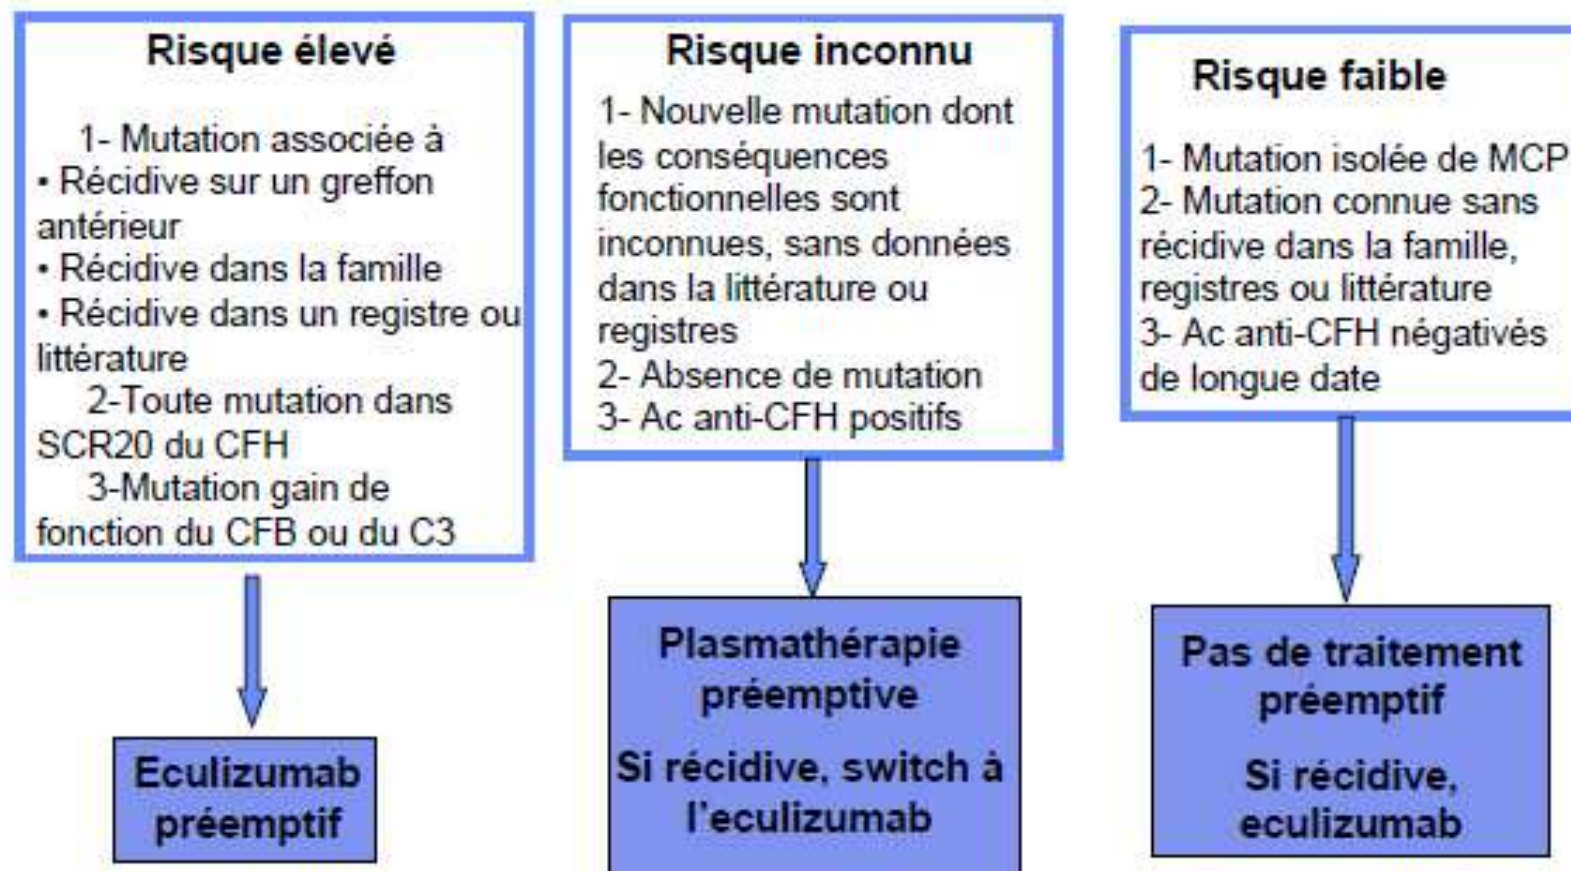 Risque élevé
1- Mutation associée à
• Récidive sur un greffon
antérieur
• Récidive dans la famille
• Récidive dans un registre ou
littérature
2-Toute mutation dans
SCR20 du CFH
3-Mutation gain de
fonction du CFB ou du C3
Eculizumab
préemptif
Risque inconnu
1- Nouvelle mutation dont
les conséquences
fonctionnelles sont
inconnues, sans données
dans la littérature ou
registres
2- Absence de mutation
3- Ac anti-CFH positifs
Plasmathérapie
préemptive
Si récidive, switch à
l'eculizumab
Risque faible
1- Mutation isolée de MCP
2- Mutation connue sans
récidive dans la famille,
registres ou littérature
3- Ac anti-CFH négativés
de longue date
Pas de traitement
préemptif
Si récidive,
eculizumab